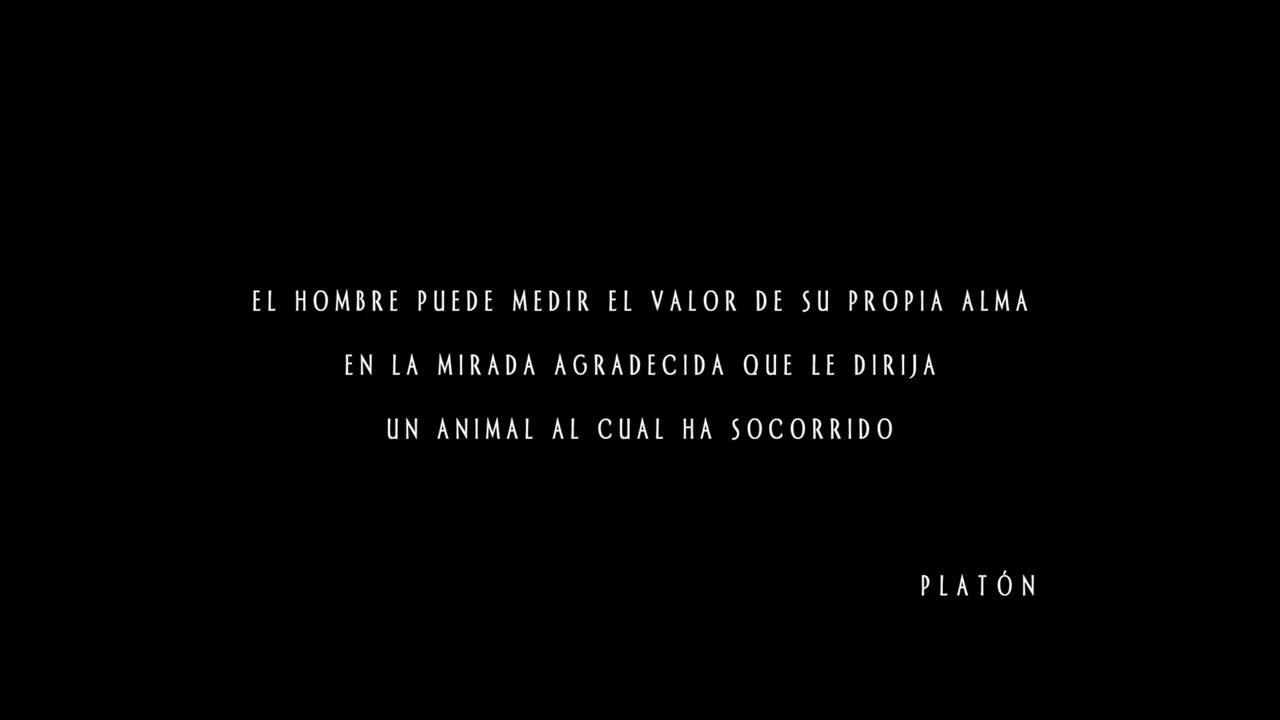 EL HOMBRE PUEDE MEDIR EL VALOR DE SU PROPIA ALMA
EN LA MIRADA AGRADECIDA QUE LE DIRIJA
UN ANIMAL AL CUAL HA SOCORRIDO
PLATÓN